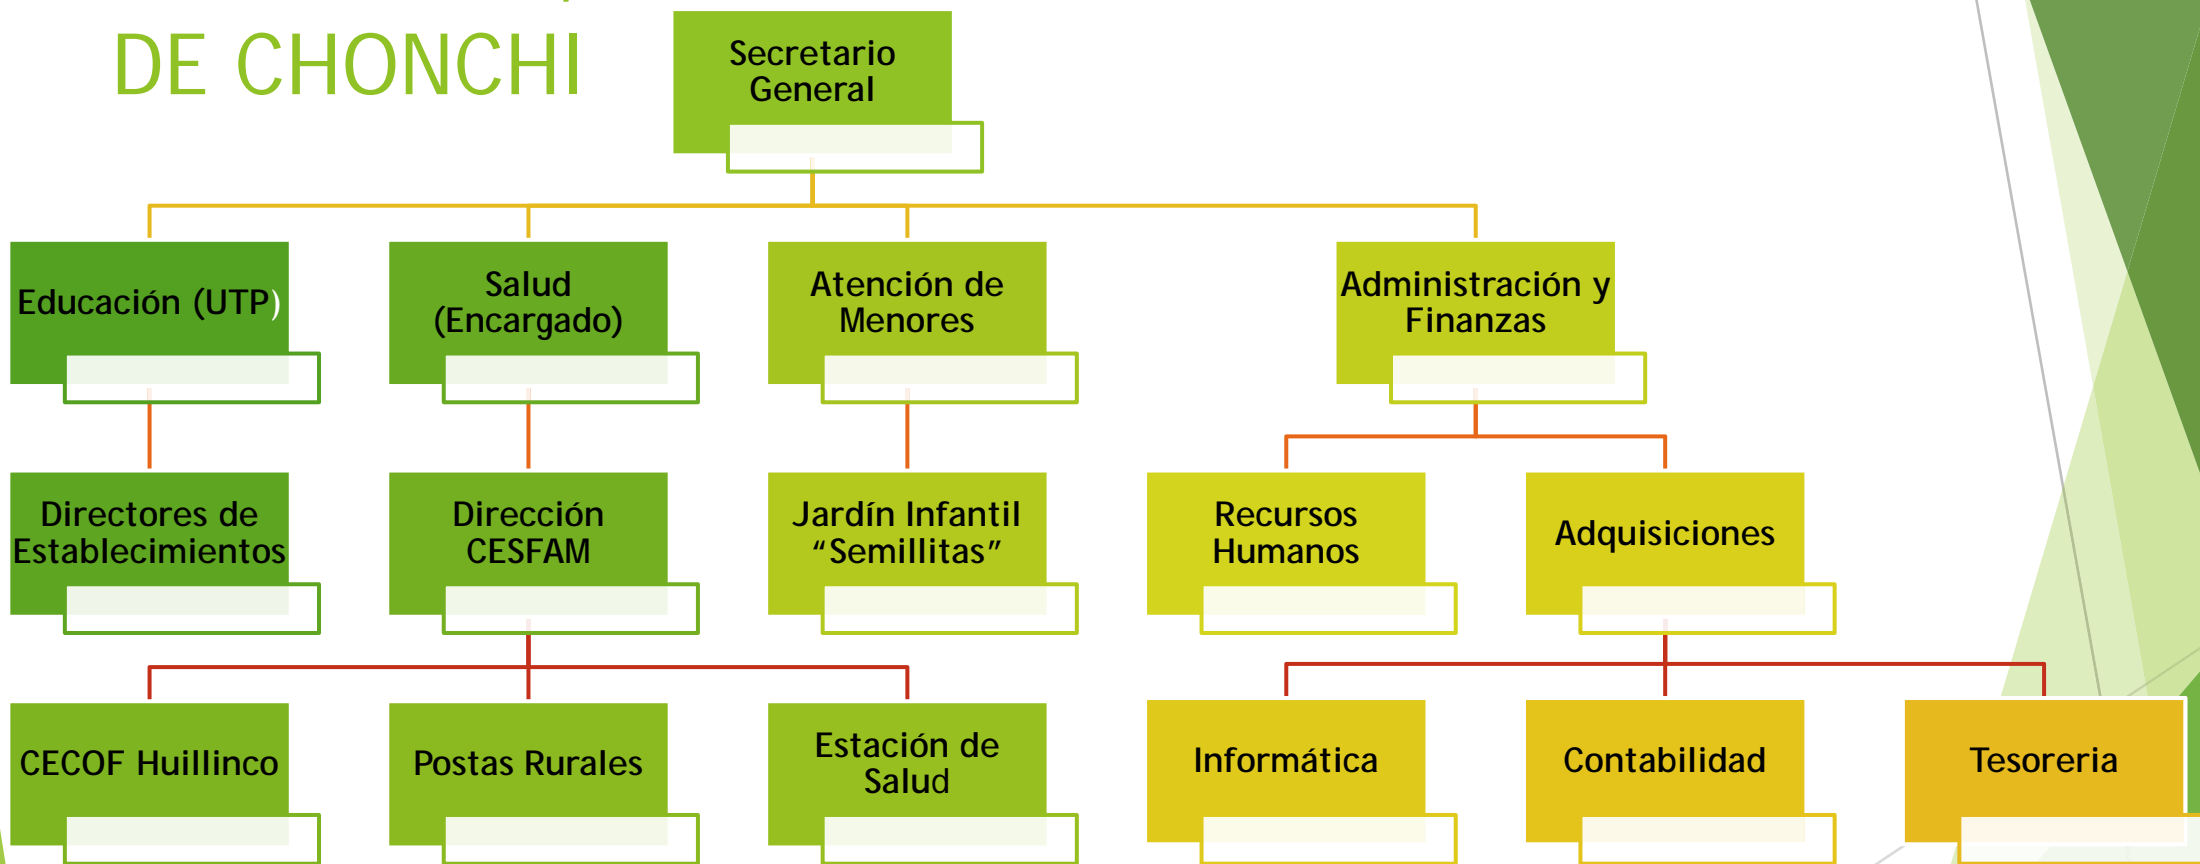 DE CHONCHI
Secretario
General
Educación (UTP)
Salud
(Encargado)
Atención de
Menores
Administración y
Finanzas
Directores de
Establecimientos
Dirección
CESFAM
Jardín Infantil
“Semillitas”
Recursos
Humanos
Adquisiciones
CECOF Huillinco
Postas Rurales
Estación de
Salud
Informática
Contabilidad
Tesoreria